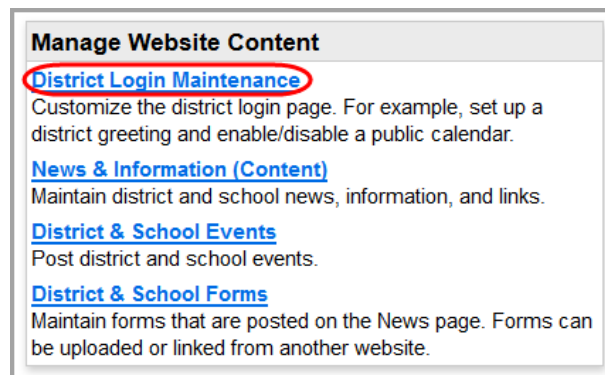 Manage Website Content
District Login Maintenance
Customize the district login page. For example, set up a
district greeting and enable/disable a public calendar.
News & Information (Content)
Maintain district and school news, information, and links.
District & School Events
Post district and school events.
District & School Forms
Maintain forms that are posted on the News page. Forms can
be uploaded or linked from another website.